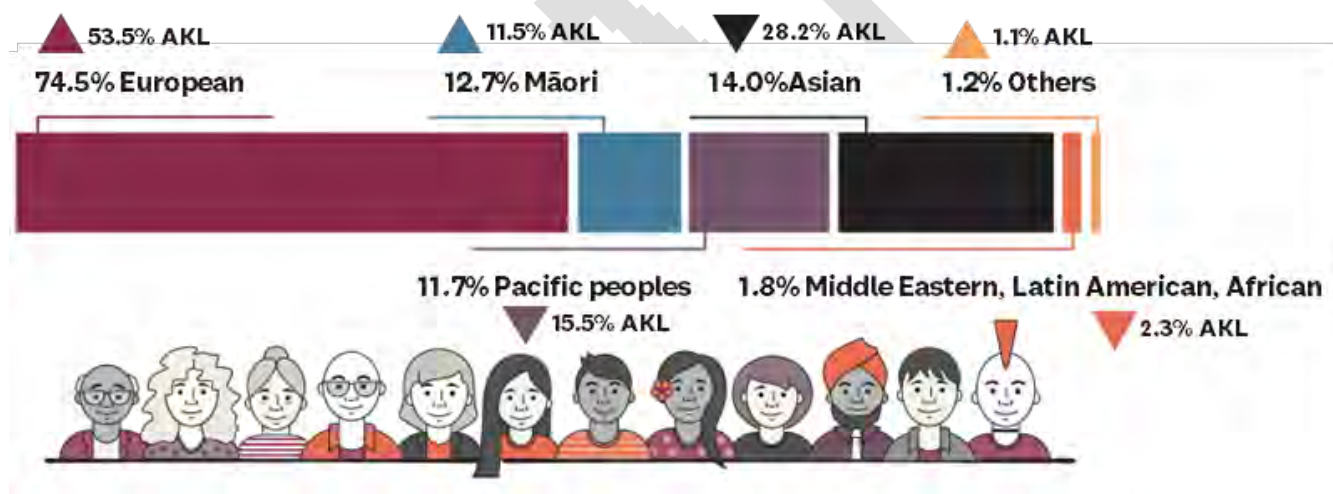 53.5% AKL
74.5% European
11.5% AKL
12.7% Māori
28.2% AKL
14.0%Asian
1.1% AKL
1.2% Others
11.7% Pacific peoples
15.5% AKL
1.8% Middle Eastern, Latin American, African
2.3% AKL